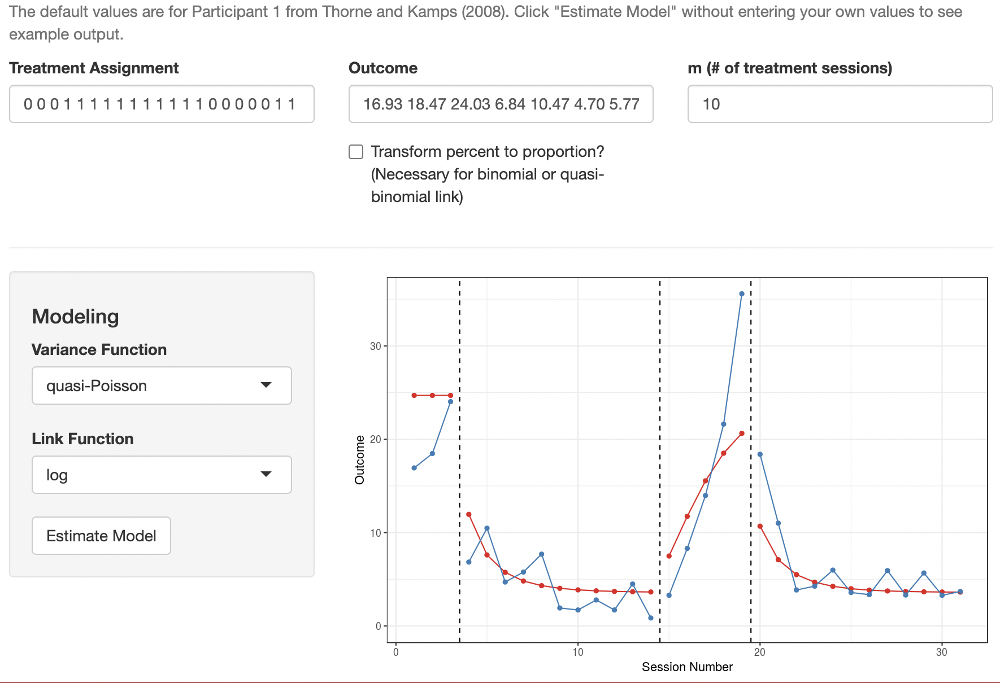 The default values are for Participant 1 from Thorne and Kamps (2008). Click "Estimate Model" without entering your own values to see
example output.
Treatment Assignment
Outcome
m (# of treatment sessions)
0 0 0 1 1 1 1 1 1 1 1 1 1 1 0 0 0 0 0 1 1
16.93 18.47 24.03 6.84 10.47 4.70 5.77
10
Transform percent to proportion?
(Necessary for binomial or quasi-
binomial link)
Modeling
Variance Function
quasi-Poisson
Link Function
log
Estimate Model
30
20
10
0
Outcome
0 10 20 30
Session Number